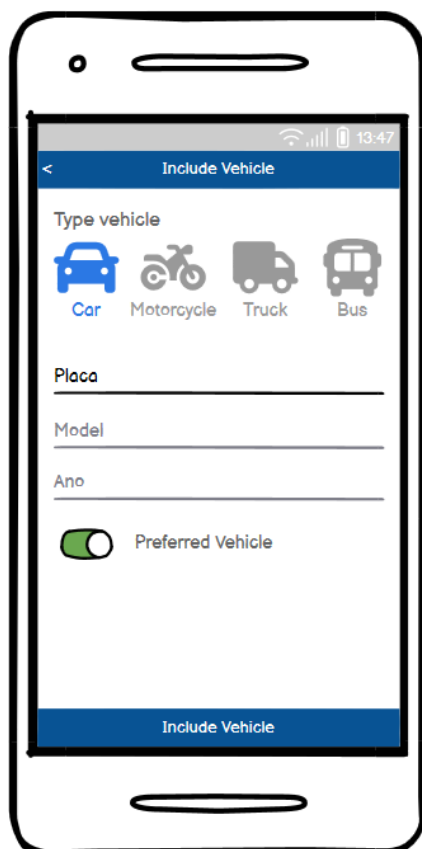 13:47
< Include Vehicle
Type vehicle
Car Motorcycle Truck Bus
Placa
Model
Ano
Preferred Vehicle
Include Vehicle